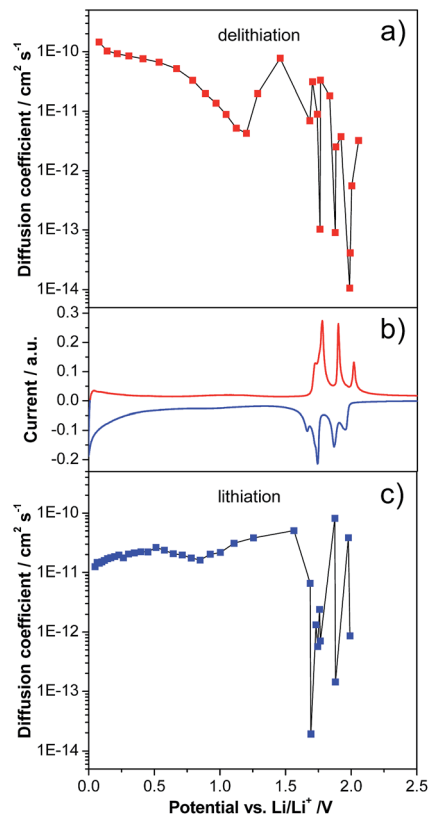 a)
delithiation
Diffusion coefficient / cm² s⁻¹
1E-10
1E-11
1E-12
1E-13
1E-14
b)
Current / a.u.
0.3
0.2
0.1
0.0
-0.1
-0.2
c)
lithiation
Diffusion coefficient / cm² s⁻¹
1E-10
1E-11
1E-12
1E-13
1E-14
0.0 0.5 1.0 1.5 2.0 2.5
Potential vs. Li/Li⁺ /V